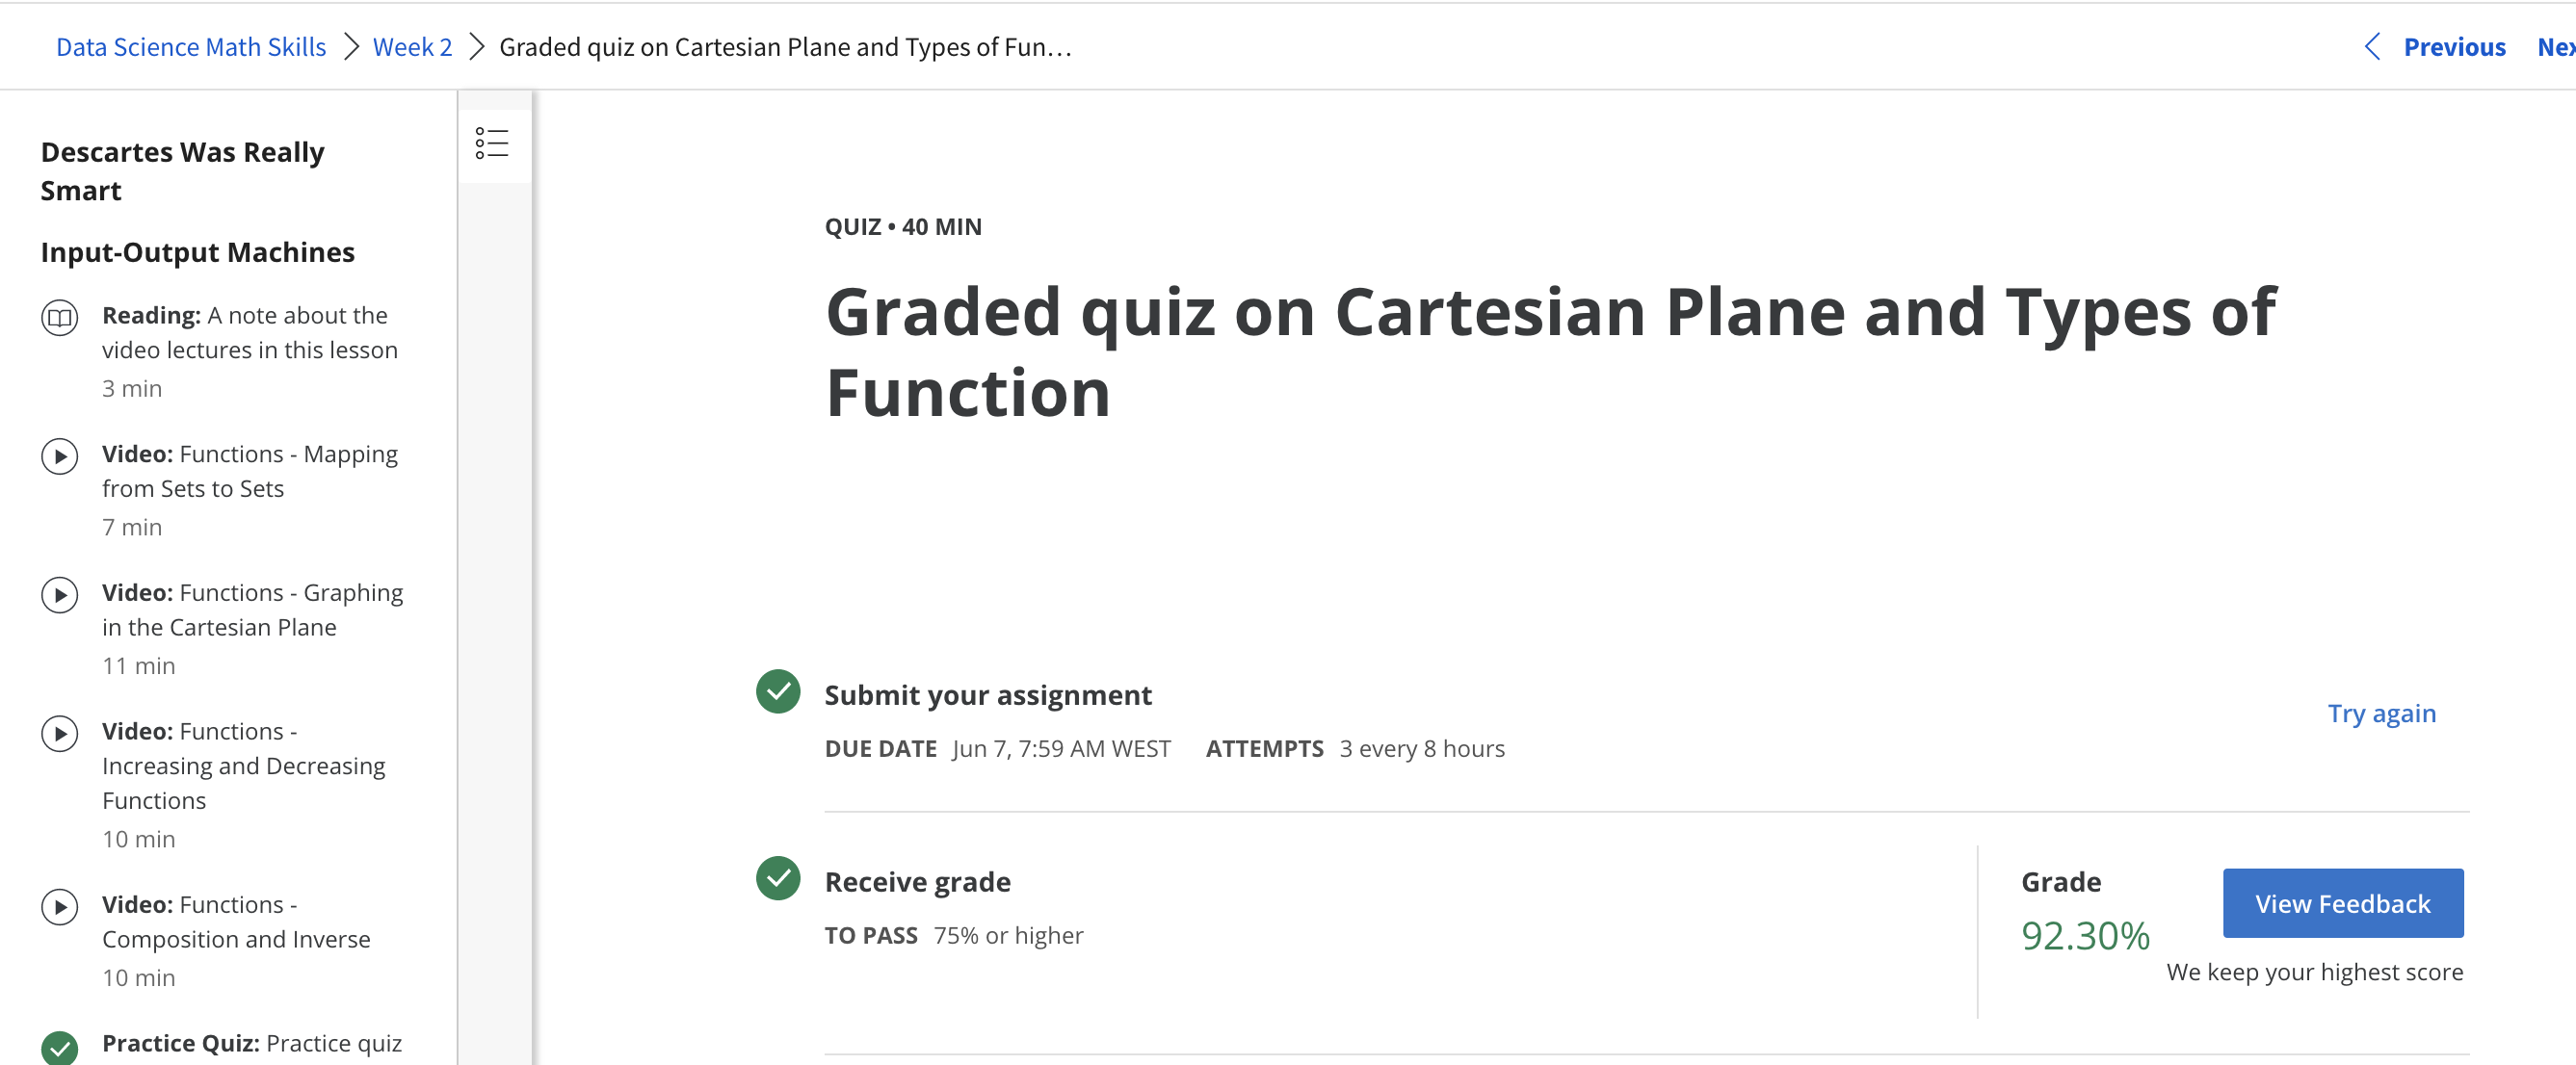 Data Science Math Skills > Week 2 > Graded quiz on Cartesian Plane and Types of Fun…
Previous
Nex
Descartes Was Really
Smart
Input-Output Machines
Reading: A note about the
video lectures in this lesson
3 min
Video: Functions - Mapping
from Sets to Sets
7 min
Video: Functions - Graphing
in the Cartesian Plane
11 min
Video: Functions -
Increasing and Decreasing
Functions
10 min
Video: Functions -
Composition and Inverse
10 min
Practice Quiz: Practice quiz
QUIZ • 40 MIN
Graded quiz on Cartesian Plane and Types of
Function
Submit your assignment
DUE DATE Jun 7, 7:59 AM WEST ATTEMPTS 3 every 8 hours
Try again
Receive grade
TO PASS 75% or higher
Grade
92.30%
View Feedback
We keep your highest score